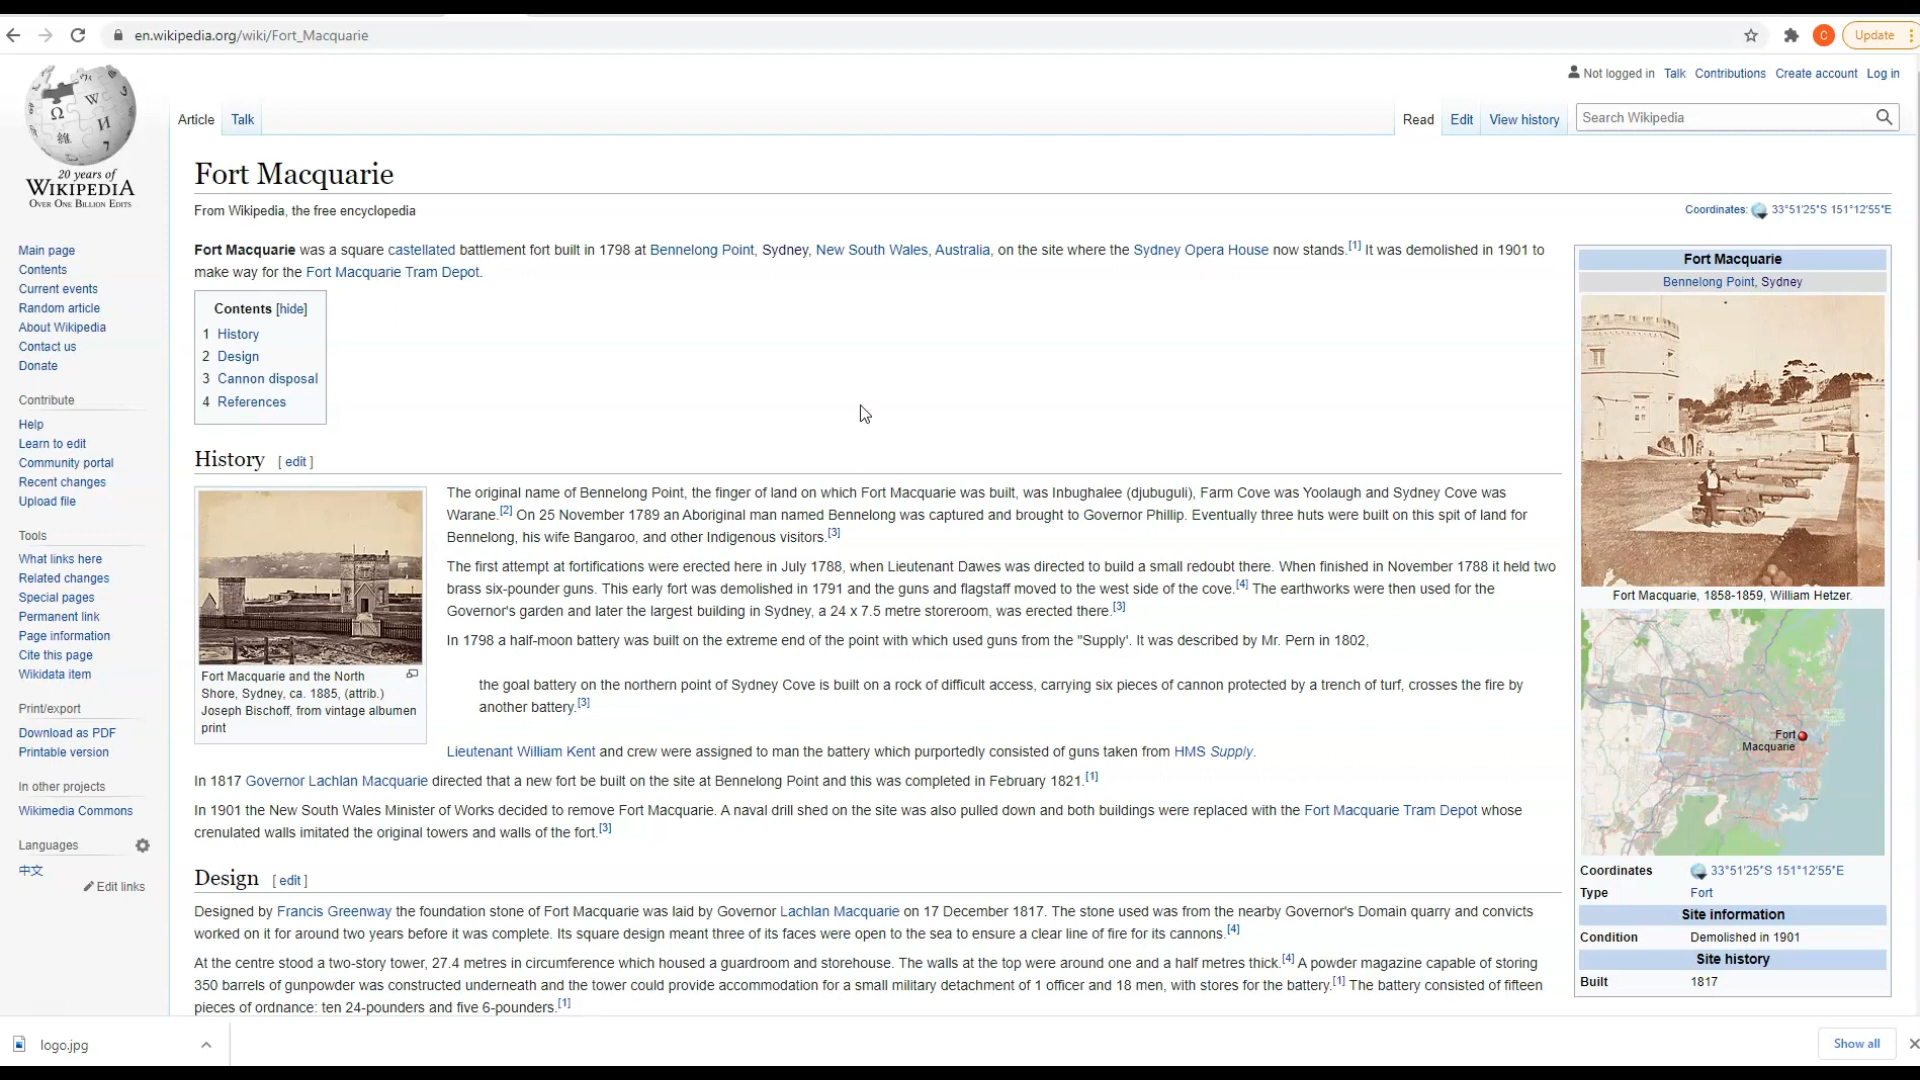 en.wikipedia.org/wiki/Fort_Macquarie
C
Update
Not logged in Talk Contributions Create account Log in
Article Talk
Read Edit View history
Search Wikipedia
20 years of
WIKIPEDIA
OVER ONE BILLION EDITS
Main page
Contents
Current events
Random article
About Wikipedia
Contact us
Donate
Contribute
Help
Learn to edit
Community portal
Recent changes
Upload file
Tools
What links here
Related changes
Special pages
Permanent link
Page information
Cite this page
Wikidata item
Print/export
Download as PDF
Printable version
In other projects
Wikimedia Commons
Languages
中文
Edit links
Fort Macquarie
From Wikipedia, the free encyclopedia
Coordinates: 33°51′25″S 151°12′55″E
Fort Macquarie was a square castellated battlement fort built in 1798 at Bennelong Point, Sydney, New South Wales, Australia, on the site where the Sydney Opera House now stands.[1] It was demolished in 1901 to
make way for the Fort Macquarie Tram Depot.
Contents [hide]
1 History
2 Design
3 Cannon disposal
4 References
History [ edit ]
Fort Macquarie and the North
Shore, Sydney, ca. 1885, (attrib.)
Joseph Bischoff, from vintage albumen
print
The original name of Bennelong Point, the finger of land on which Fort Macquarie was built, was Inbughalee (djubuguli), Farm Cove was Yoolaugh and Sydney Cove was
Warane.[2] On 25 November 1789 an Aboriginal man named Bennelong was captured and brought to Governor Phillip. Eventually three huts were built on this spit of land for
Bennelong, his wife Bangaroo, and other Indigenous visitors.[3]
The first attempt at fortifications were erected here in July 1788, when Lieutenant Dawes was directed to build a small redoubt there. When finished in November 1788 it held two
brass six-pounder guns. This early fort was demolished in 1791 and the guns and flagstaff moved to the west side of the cove.[4] The earthworks were then used for the
Governor's garden and later the largest building in Sydney, a 24 x 7.5 metre storeroom, was erected there.[3]
In 1798 a half-moon battery was built on the extreme end of the point with which used guns from the "Supply'. It was described by Mr. Pern in 1802,
the goal battery on the northern point of Sydney Cove is built on a rock of difficult access, carrying six pieces of cannon protected by a trench of turf, crosses the fire by
another battery.[3]
Lieutenant William Kent and crew were assigned to man the battery which purportedly consisted of guns taken from HMS Supply.
In 1817 Governor Lachlan Macquarie directed that a new fort be built on the site at Bennelong Point and this was completed in February 1821.[1]
In 1901 the New South Wales Minister of Works decided to remove Fort Macquarie. A naval drill shed on the site was also pulled down and both buildings were replaced with the Fort Macquarie Tram Depot whose
crenulated walls imitated the original towers and walls of the fort.[3]
Design [ edit ]
Designed by Francis Greenway the foundation stone of Fort Macquarie was laid by Governor Lachlan Macquarie on 17 December 1817. The stone used was from the nearby Governor's Domain quarry and convicts
worked on it for around two years before it was complete. Its square design meant three of its faces were open to the sea to ensure a clear line of fire for its cannons.[4]
At the centre stood a two-story tower, 27.4 metres in circumference which housed a guardroom and storehouse. The walls at the top were around one and a half metres thick.[4] A powder magazine capable of storing
350 barrels of gunpowder was constructed underneath and the tower could provide accommodation for a small military detachment of 1 officer and 18 men, with stores for the battery.[1] The battery consisted of fifteen
pieces of ordnance: ten 24-pounders and five 6-pounders.[1]
Fort Macquarie
Bennelong Point, Sydney
Fort Macquarie, 1858-1859, William Hetzer.
Fort
Macquarie
Coordinates 33°51′25″S 151°12′55″E
Type Fort
Site information
Condition Demolished in 1901
Site history
Built 1817
logo.jpg
Show all